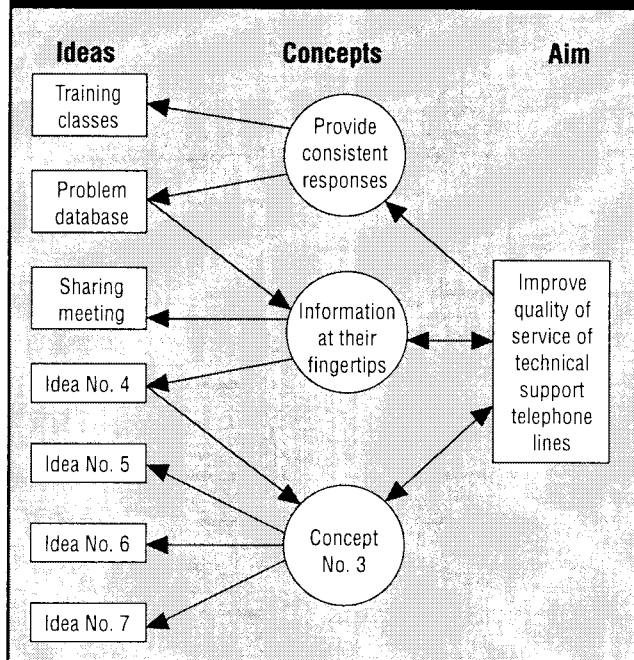 Ideas
Concepts
Aim
Training
classes
Problem
database
Sharing
meeting
Idea No. 4
Idea No. 5
Idea No. 6
Idea No. 7
Provide
consistent
responses
Information
at their
fingertips
Concept
No. 3
Improve
quality of
service of
technical
support
telephone
lines